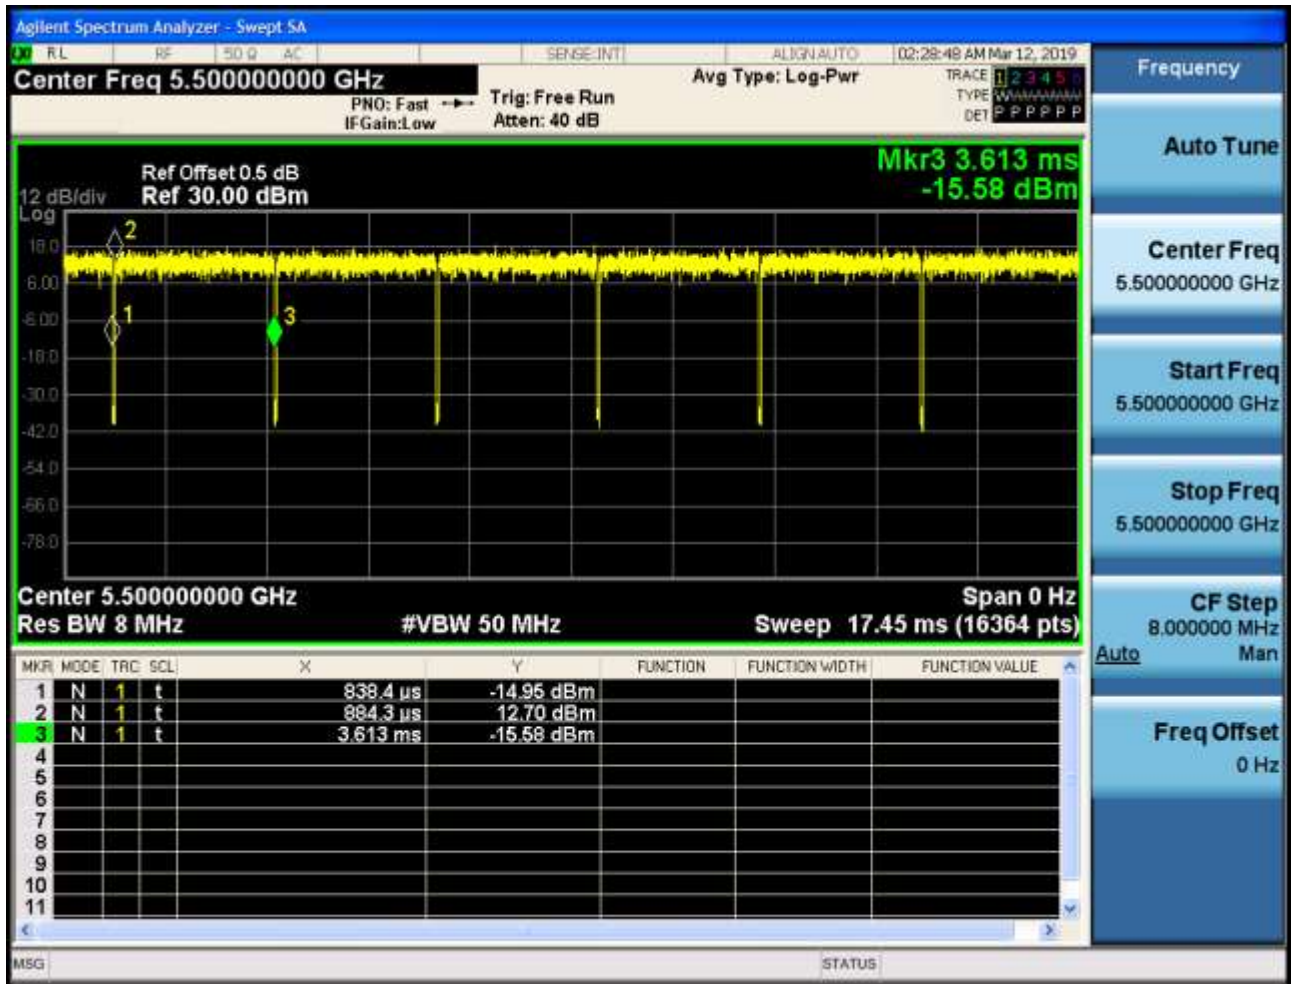 Agilent Spectrum Analyzer - Swept SA
RL RF 50 Ω AC SENSE:INT ALIGN AUTO 02:28:48 AM Mar 12, 2019
Center Freq 5.500000000 GHz
PNO: Fast
IFGain:Low
Trig: Free Run
Atten: 40 dB
Avg Type: Log-Pwr
TRACE 1 2 3 4 5 6
TYPE
DET P P P P P P
Ref Offset 0.5 dB
Ref 30.00 dBm
12 dB/div
Log
Mkr3 3.613 ms
-15.58 dBm
18.0
6.00
-6.00
-18.0
-30.0
-42.0
-54.0
-66.0
-78.0
2
1
3
Center 5.500000000 GHz Span 0 Hz
Res BW 8 MHz #VBW 50 MHz Sweep 17.45 ms (16364 pts)
MKR MODE TRC SCL X Y FUNCTION FUNCTION WIDTH FUNCTION VALUE
1 N 1 t 838.4 µs -14.95 dBm
2 N 1 t 884.3 µs 12.70 dBm
3 N 1 t 3.613 ms -15.58 dBm
4
5
6
7
8
9
10
11
MSG STATUS
Frequency
Auto Tune
Center Freq
5.500000000 GHz
Start Freq
5.500000000 GHz
Stop Freq
5.500000000 GHz
CF Step
8.000000 MHz
Auto Man
Freq Offset
0 Hz